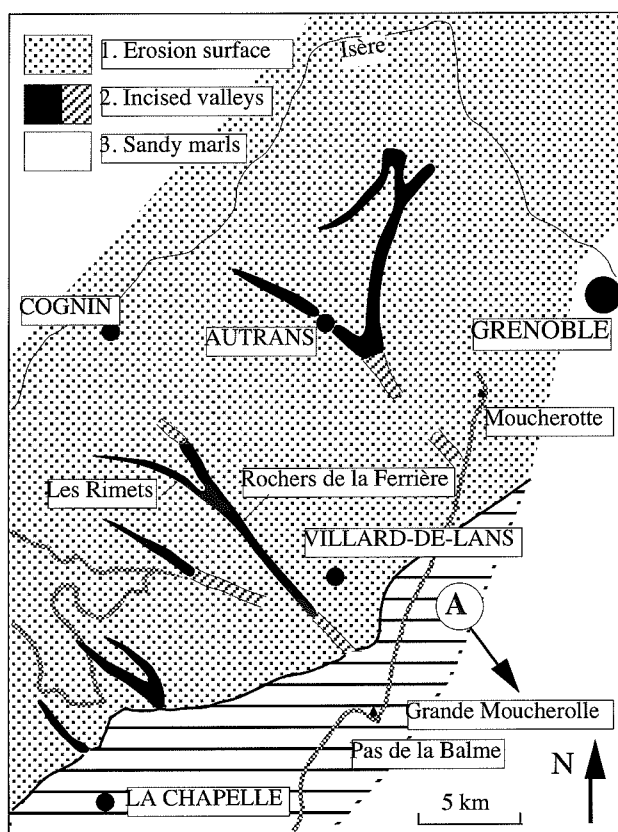 1. Erosion surface
2. Incised valleys
3. Sandy marls
Isère
COGNIN
AUTRANS
GRENOBLE
Moucherotte
Les Rimets
Rochers de la Ferrière
VILLARD-DE-LANS
A
Grande Moucherolle
Pas de la Balme
N
LA CHAPELLE
5 km